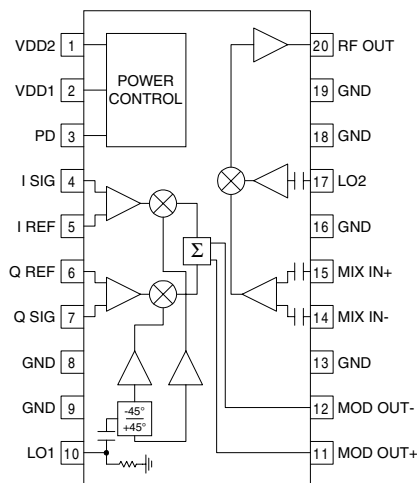 VDD2 1
VDD1 2
PD 3
I SIG 4
I REF 5
Q REF 6
Q SIG 7
GND 8
GND 9
LO1 10
POWER
CONTROL
Σ
-45°
+45°
20 RF OUT
19 GND
18 GND
17 LO2
16 GND
15 MIX IN+
14 MIX IN-
13 GND
12 MOD OUT-
11 MOD OUT+